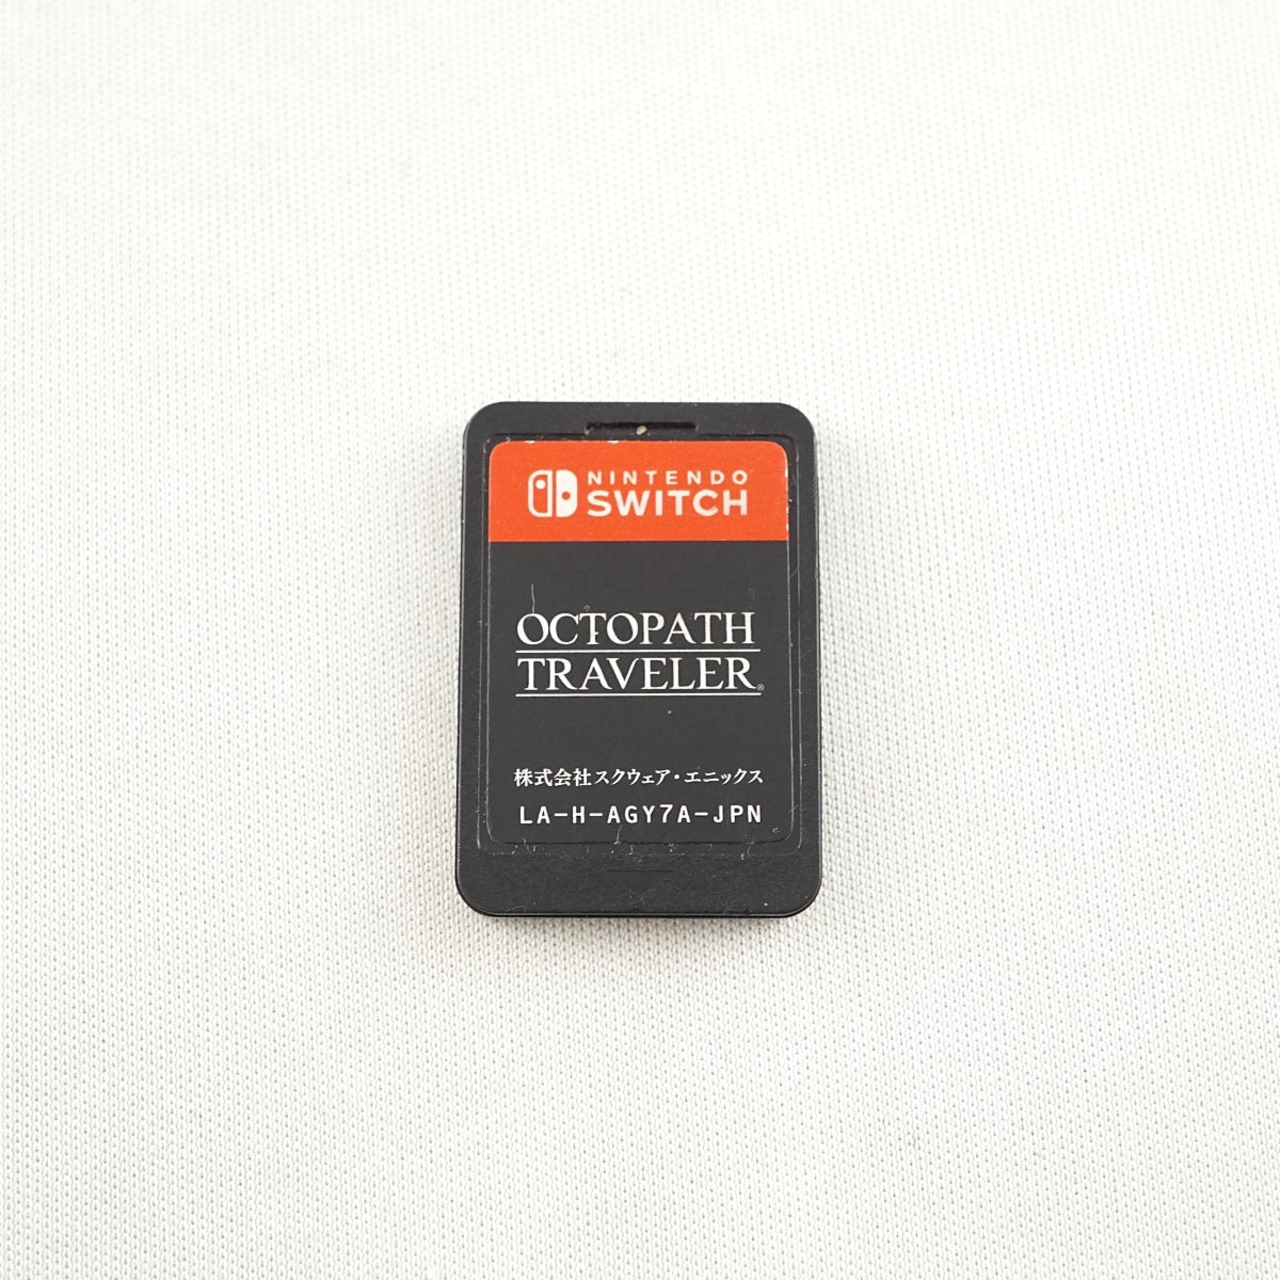 NINTENDO
SWITCH
OCTOPATH
TRAVELER®
株式会社スクウェア・エニックス
LA-H-AGY7A-JPN